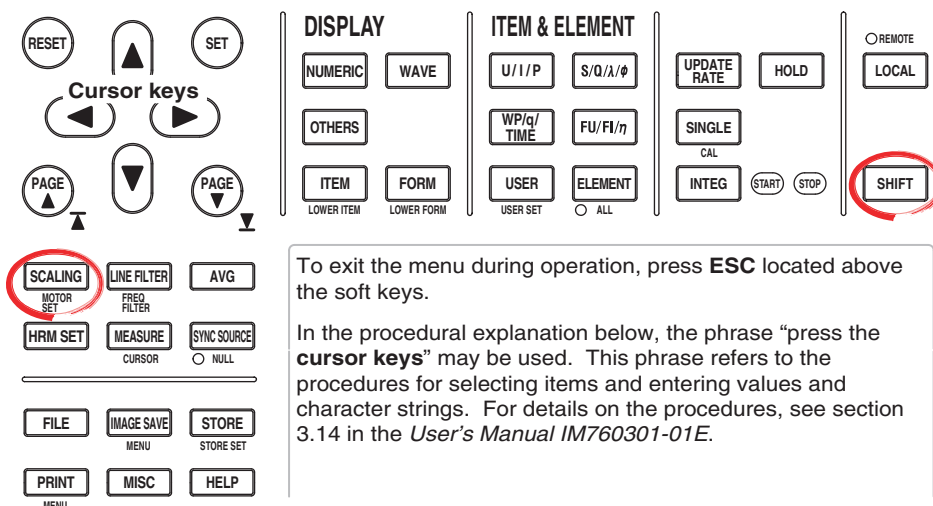 RESET
SET
Cursor keys
PAGE
PAGE
DISPLAY
NUMERIC
WAVE
OTHERS
ITEM
FORM
LOWER ITEM
LOWER FORM
ITEM & ELEMENT
U / I / P
S/Q/λ/ϕ
WP/q/
TIME
FU/FI/η
USER
ELEMENT
USER SET
ALL
UPDATE
RATE
HOLD
SINGLE
CAL
INTEG
START
STOP
REMOTE
LOCAL
SHIFT
SCALING
LINE FILTER
AVG
MOTOR
SET
FREQ
FILTER
HRM SET
MEASURE
SYNC SOURCE
CURSOR
NULL
FILE
IMAGE SAVE
STORE
MENU
STORE SET
PRINT
MISC
HELP
MENU
To exit the menu during operation, press ESC located above
the soft keys.
In the procedural explanation below, the phrase “press the
cursor keys” may be used. This phrase refers to the
procedures for selecting items and entering values and
character strings. For details on the procedures, see section
3.14 in the User's Manual IM760301-01E.